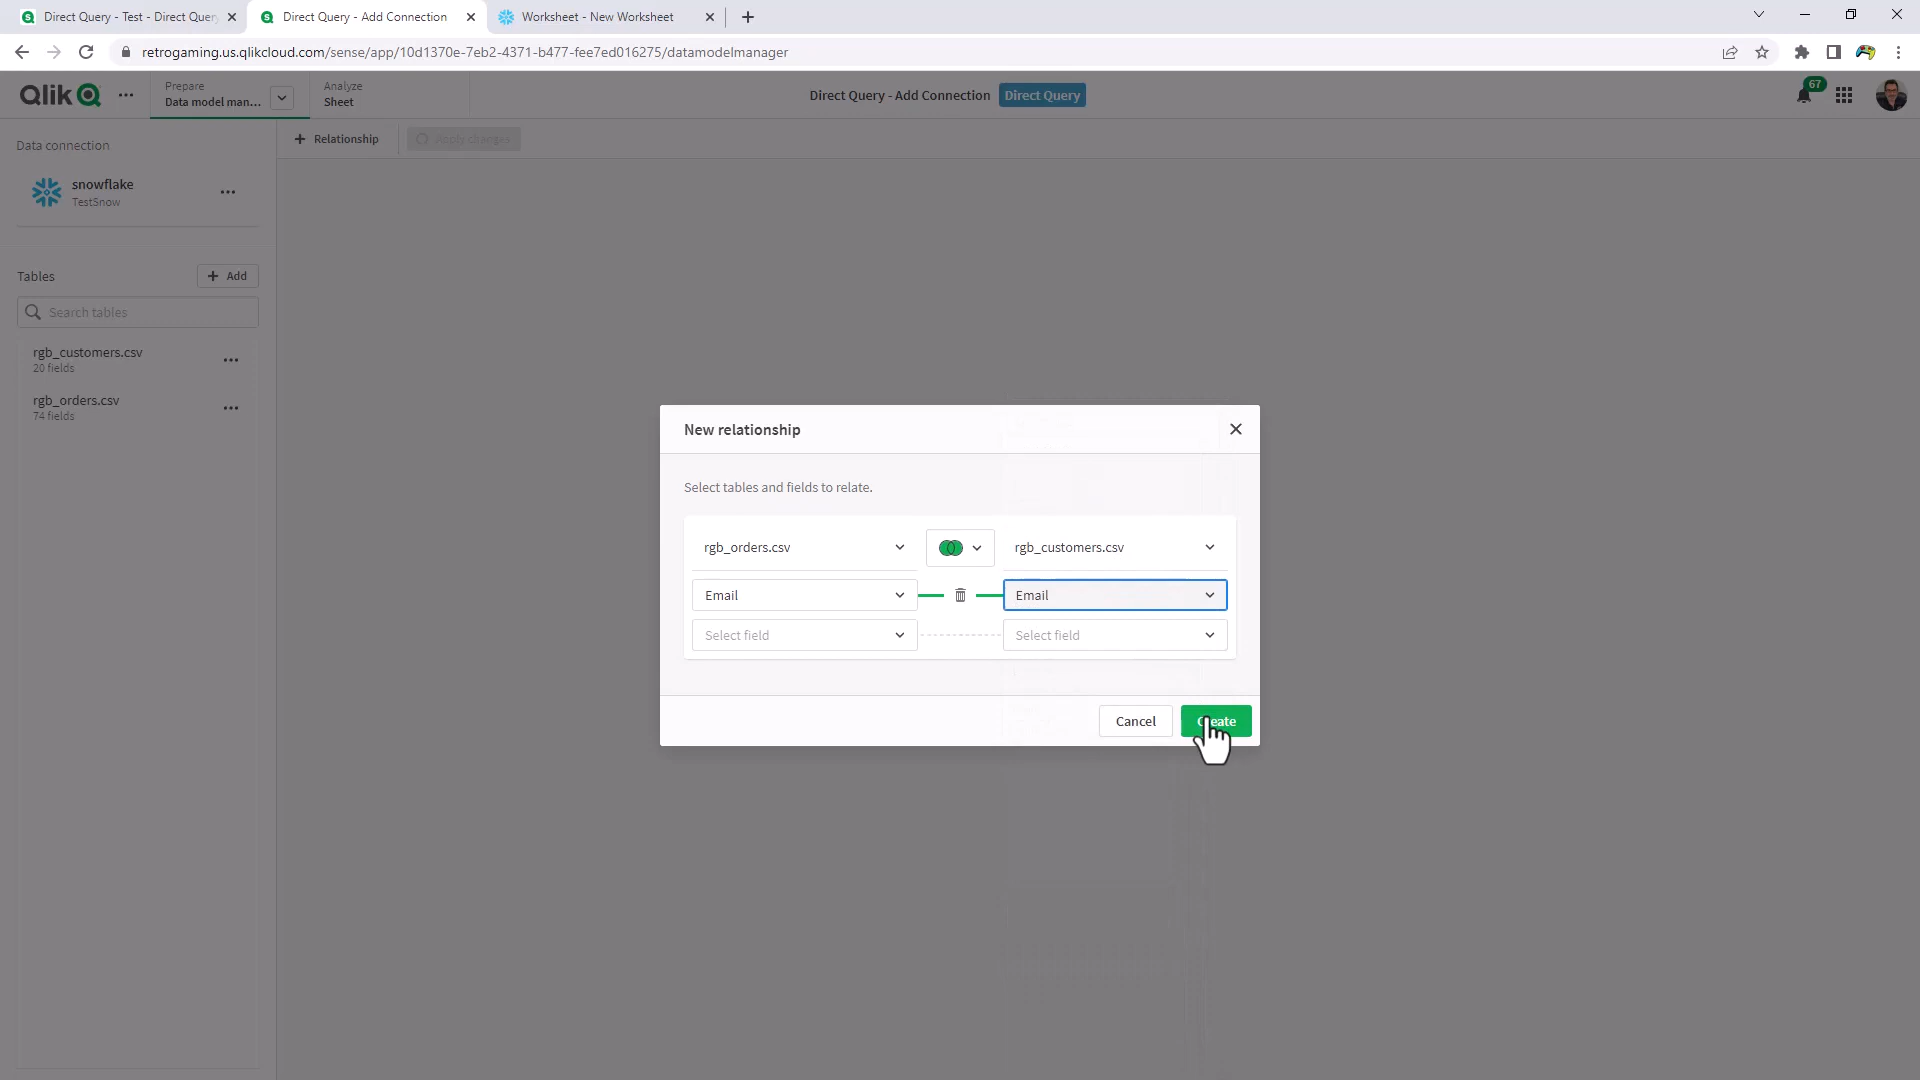 Direct Query - Test - Direct Quer
Direct Query - Add Connection
Worksheet - New Worksheet
retrogaming.us.qlikcloud.com/sense/app/10d1370e-7eb2-4371-b477-fee7ed016275/datamodelmanager
Qlik
Prepare
Data model man...
Analyze
Sheet
Direct Query - Add Connection
Direct Query
67
Data connection
Relationship
Apply changes
snowflake
TestSnow
Tables
Add
Search tables
rgb_customers.csv
20 fields
rgb_orders.csv
74 fields
New relationship
Select tables and fields to relate.
rgb_orders.csv
rgb_customers.csv
Email
Email
Select field
Select field
Cancel